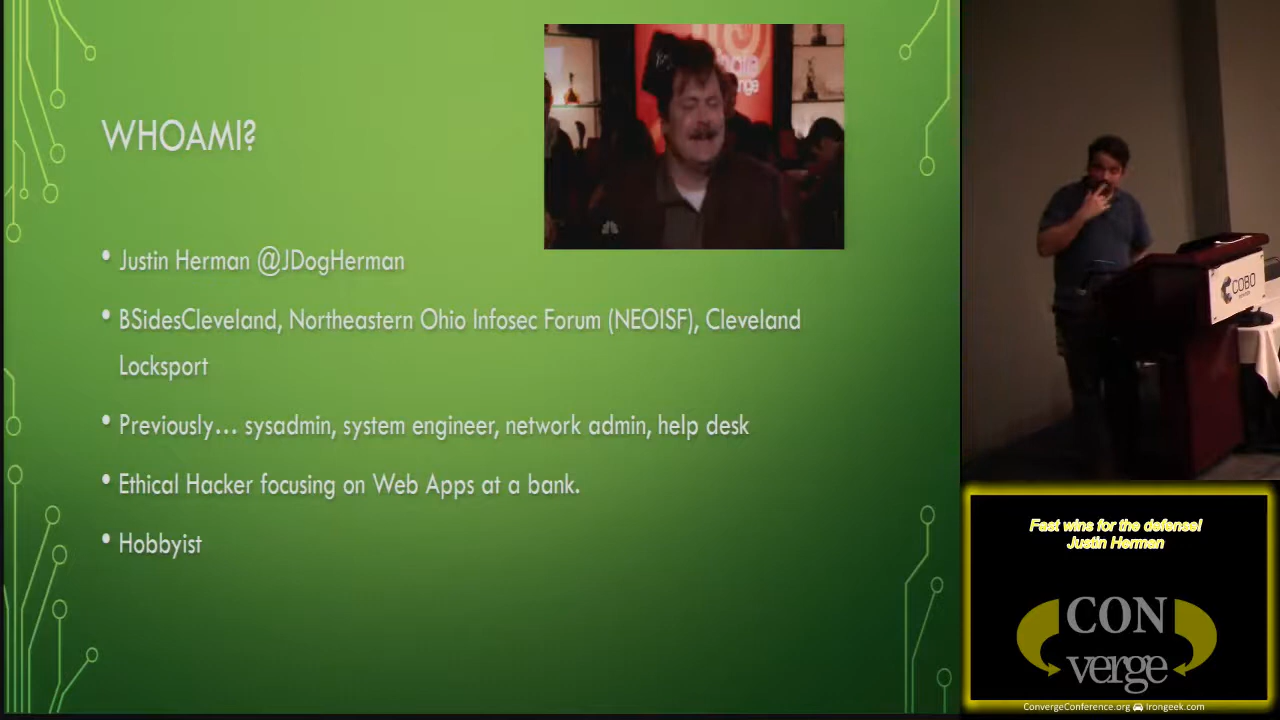 WHOAMI?
• Justin Herman @JDogHerman
• BSidesCleveland, Northeastern Ohio Infosec Forum (NEOISF), Cleveland
Locksport
• Previously… sysadmin, system engineer, network admin, help desk
• Ethical Hacker focusing on Web Apps at a bank.
• Hobbyist
COBO
Fast wins for the defense!
Justin Herman
CON
verge
ConvergeConference.org Irongeek.com